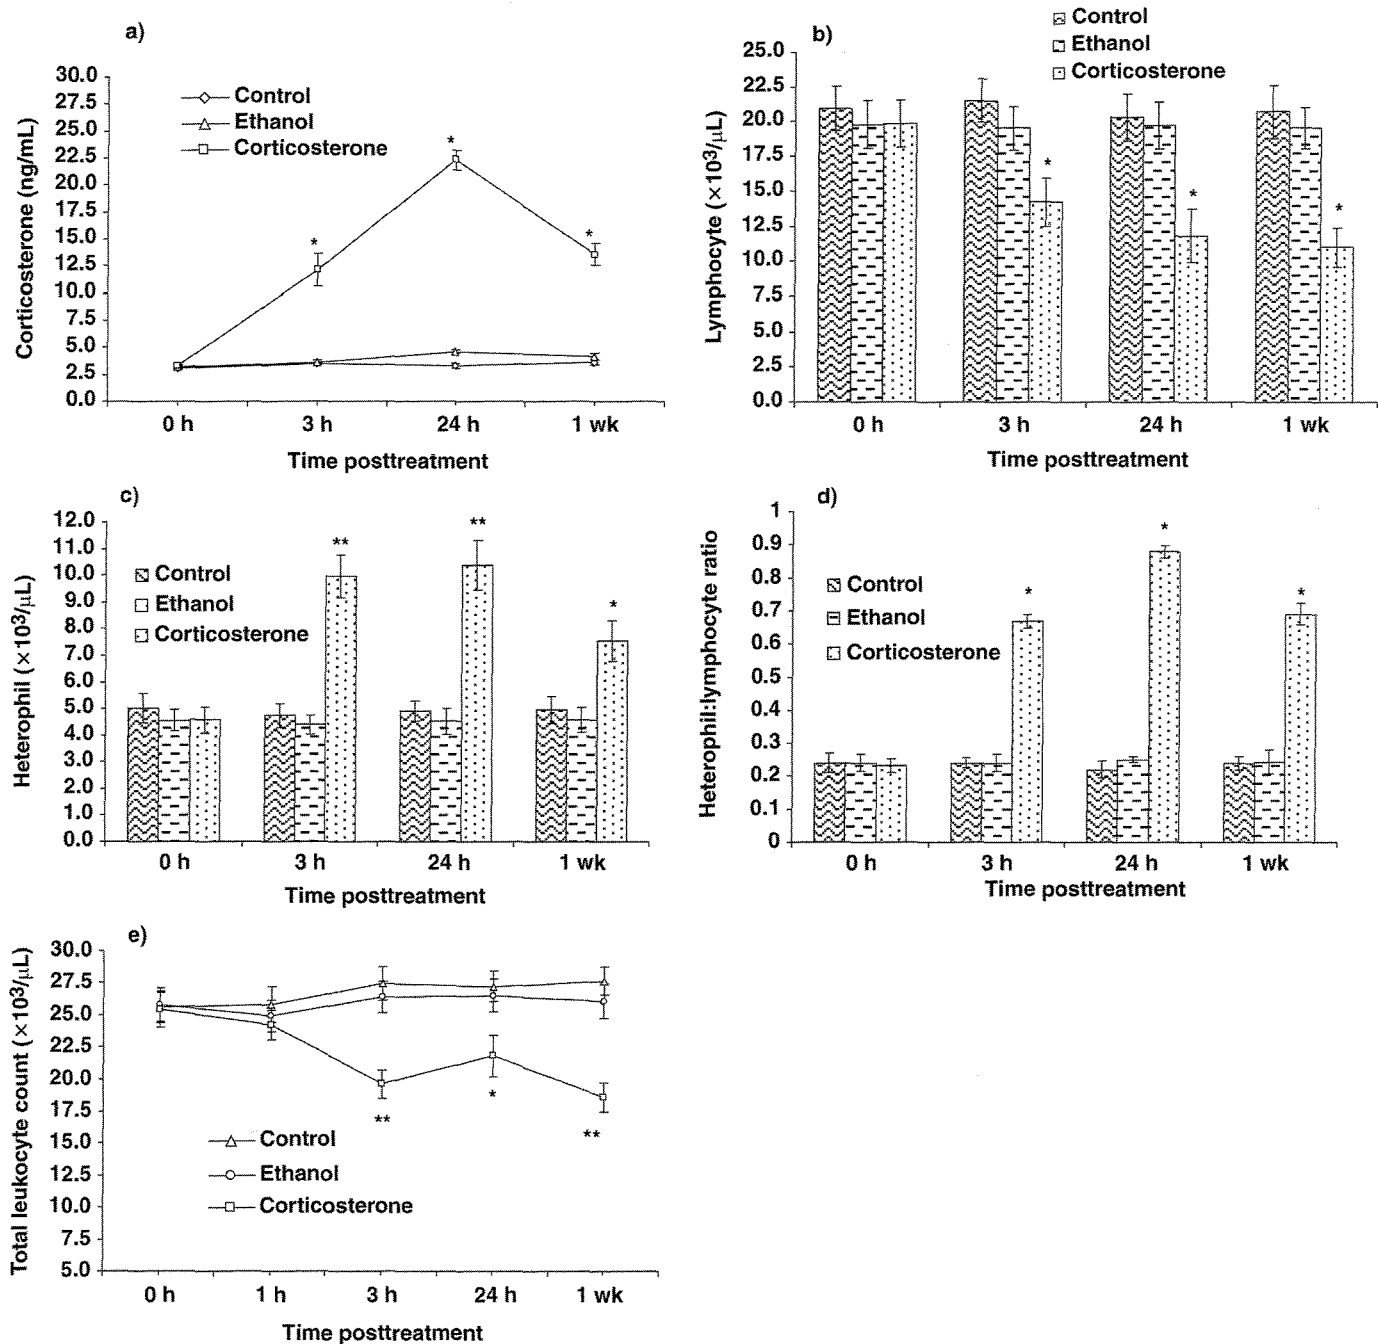 a)
Corticosterone (ng/mL)
30.0
27.5
25.0
22.5
20.0
17.5
15.0
12.5
10.0
7.5
5.0
2.5
0.0
Control
Ethanol
Corticosterone
*
*
*
0 h 3 h 24 h 1 wk
Time posttreatment
b)
Control
Ethanol
Corticosterone
Lymphocyte (×10³/µL)
25.0
22.5
20.0
17.5
15.0
12.5
10.0
7.5
5.0
2.5
0.0
*
*
*
0 h 3 h 24 h 1 wk
Time posttreatment
c)
Heterophil (×10³/µL)
12.0
11.0
10.0
9.0
8.0
7.0
6.0
5.0
4.0
3.0
2.0
1.0
0.0
Control
Ethanol
Corticosterone
**
**
*
0 h 3 h 24 h 1 wk
Time posttreatment
d)
Heterophil:lymphocyte ratio
1
0.9
0.8
0.7
0.6
0.5
0.4
0.3
0.2
0.1
0
Control
Ethanol
Corticosterone
*
*
*
0 h 3 h 24 h 1 wk
Time posttreatment
e)
Total leukocyte count (×10³/µL)
30.0
27.5
25.0
22.5
20.0
17.5
15.0
12.5
10.0
7.5
5.0
**
*
**
Control
Ethanol
Corticosterone
0 h 1 h 3 h 24 h 1 wk
Time posttreatment